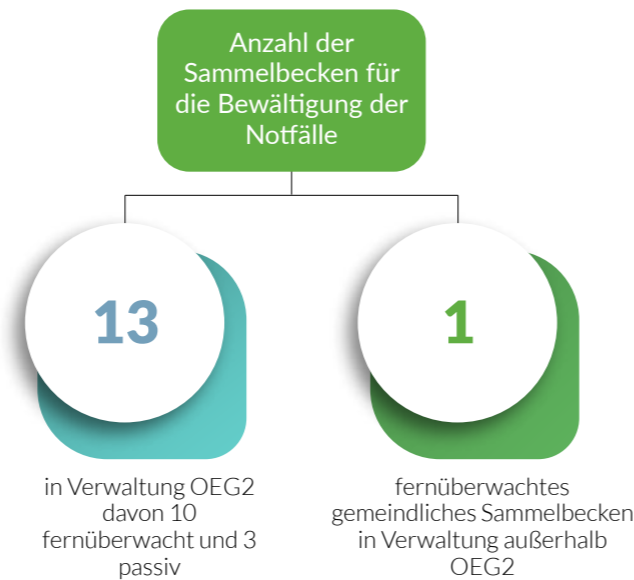 Anzahl der
Sammelbecken für
die Bewältigung der
Notfälle
13
in Verwaltung OEG2
davon 10
fernüberwacht und 3
passiv
1
fernüberwachtes
gemeindliches Sammelbecken
in Verwaltung außerhalb
OEG2